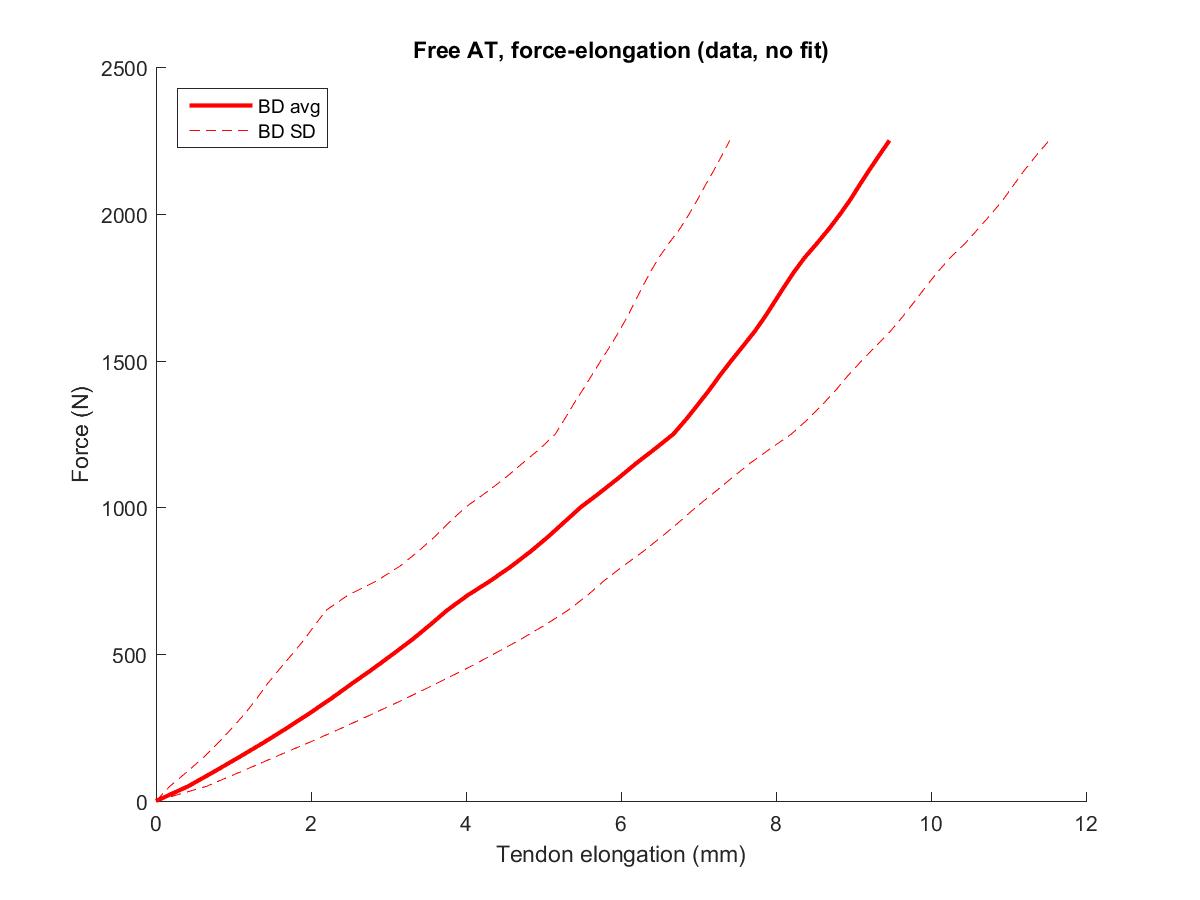 Free AT, force-elongation (data, no fit)
2500
BD avg
BD SD
2000
1500
Force (N)
1000
500
0
0 2 4 6 8 10 12
Tendon elongation (mm)